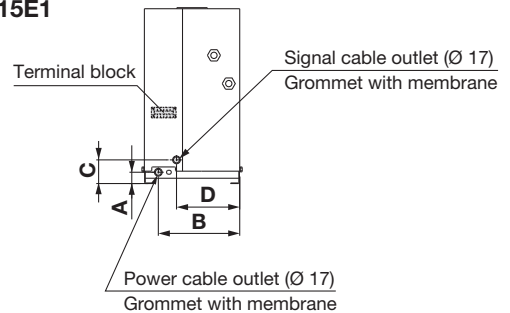 15E1
Signal cable outlet (Ø 17)
Grommet with membrane
Terminal block
C
A
D
B
Power cable outlet (Ø 17)
Grommet with membrane